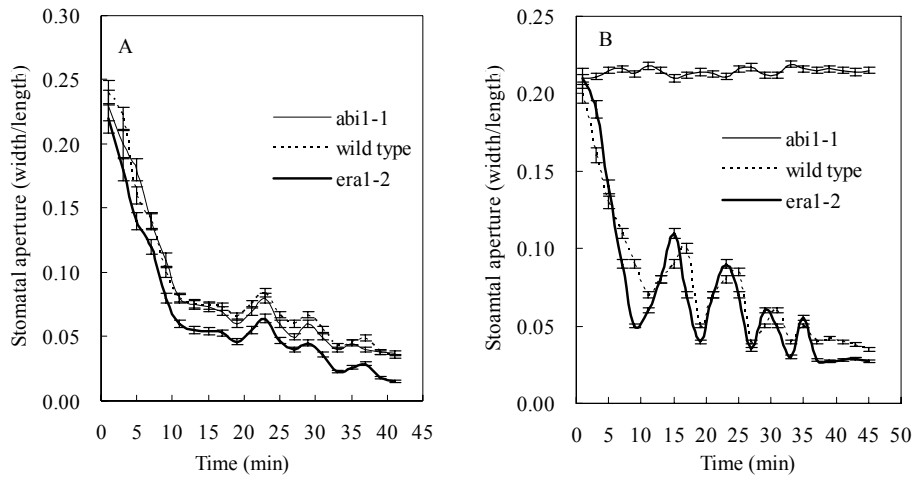 A
Stomatal aperture (width/length)
0.30
0.25
0.20
0.15
0.10
0.05
0.00
abi1-1
wild type
era1-2
0 5 10 15 20 25 30 35 40 45
Time (min)
B
Stoamtal aperture (width/length)
0.25
0.20
0.15
0.10
0.05
0.00
abi1-1
wild type
era1-2
0 5 10 15 20 25 30 35 40 45 50
Time (min)